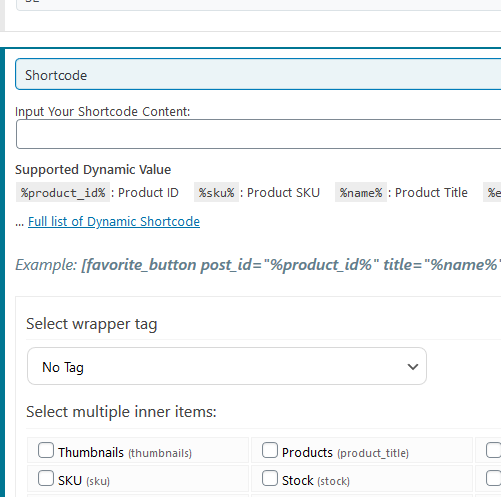 Shortcode
Input Your Shortcode Content:
Supported Dynamic Value
%product_id% : Product ID %sku% : Product SKU %name% : Product Title
... Full list of Dynamic Shortcode
Example: [favorite_button post_id="%product_id%" title="%name%"
Select wrapper tag
No Tag
Select multiple inner items:
Thumbnails (thumbnails) Products (product_title)
SKU (sku) Stock (stock)